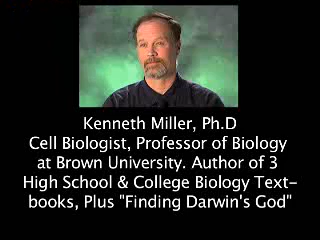 Kenneth Miller, Ph.D
Cell Biologist, Professor of Biology
at Brown University. Author of 3
High School & College Biology Text-
books, Plus "Finding Darwin's God"